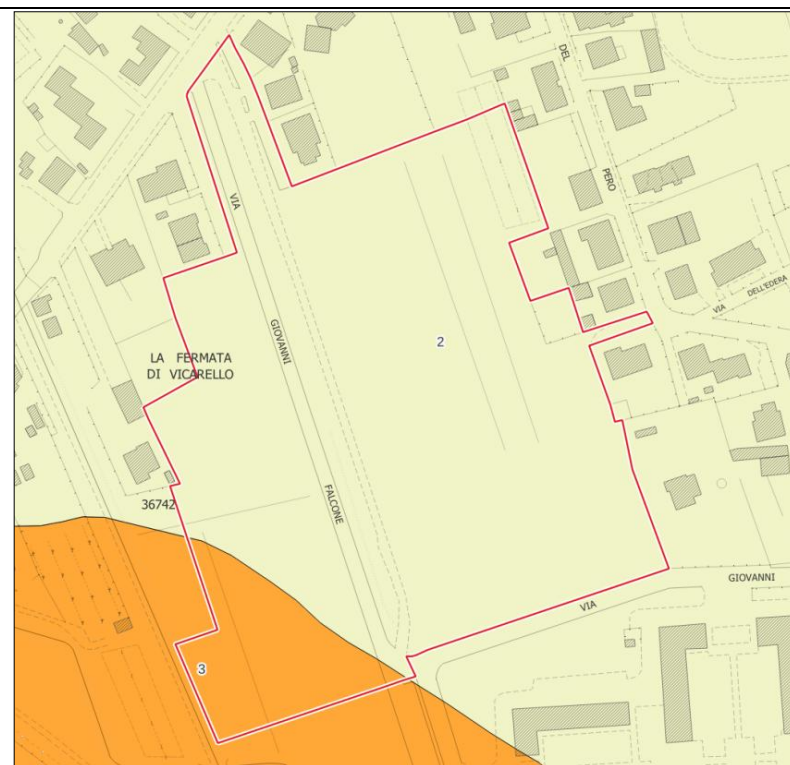 DEL
PERO
VIA
DELL'EDERA
VIA
GIOVANNI
FALCONE
2
LA FERMATA
DI VICARELLO
36742
3
VIA
GIOVANNI